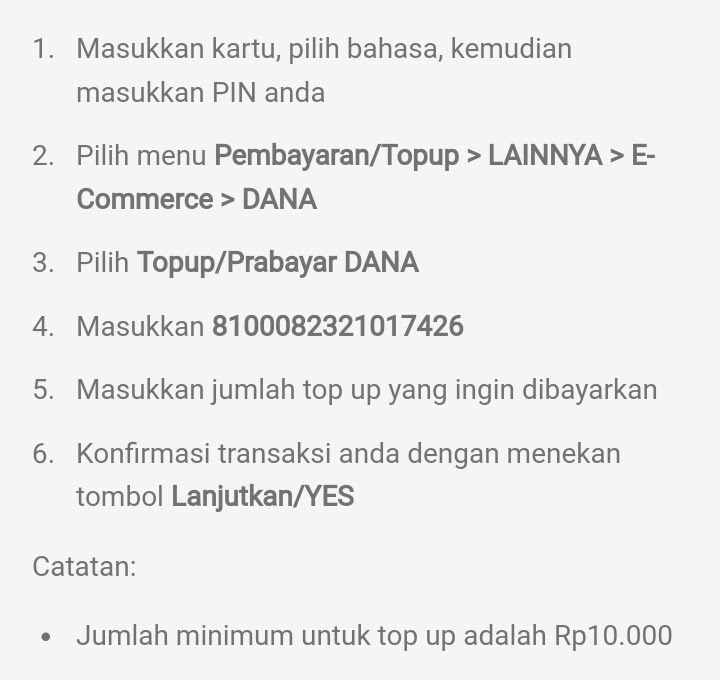 1. Masukkan kartu, pilih bahasa, kemudian
masukkan PIN anda
2. Pilih menu Pembayaran/Topup > LAINNYA > E-
Commerce > DANA
3. Pilih Topup/Prabayar DANA
4. Masukkan 8100082321017426
5. Masukkan jumlah top up yang ingin dibayarkan
6. Konfirmasi transaksi anda dengan menekan
tombol Lanjutkan/YES
Catatan:
• Jumlah minimum untuk top up adalah Rp10.000